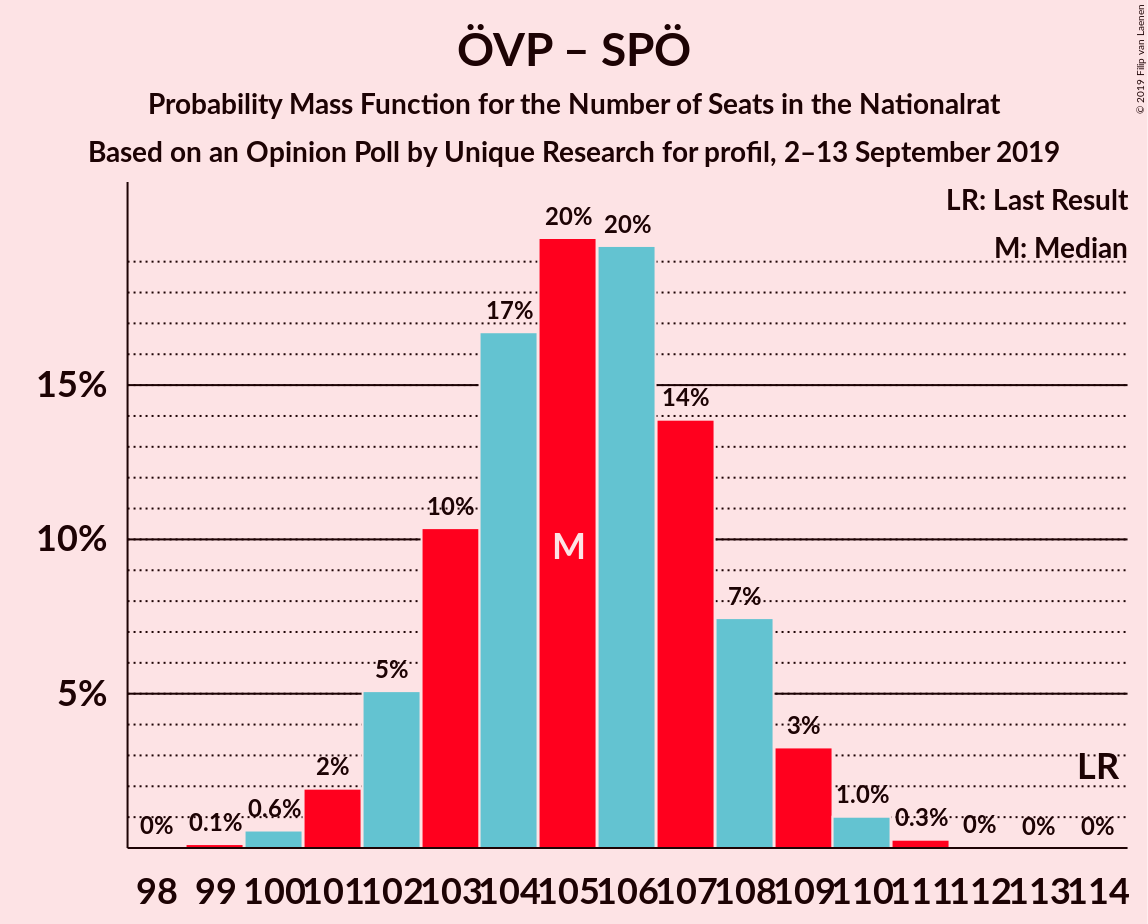 ÖVP – SPÖ
Probability Mass Function for the Number of Seats in the Nationalrat
Based on an Opinion Poll by Unique Research for profil, 2–13 September 2019
© 2019 Filip van Laenen
LR: Last Result
M: Median
15%
10%
5%
0%
0.1%
0.6%
2%
5%
10%
17%
20%
20%
14%
7%
3%
1.0%
0.3%
0%
0%
0%
M
LR
98 99 100 101 102 103 104 105 106 107 108 109 110 111 112 113 114